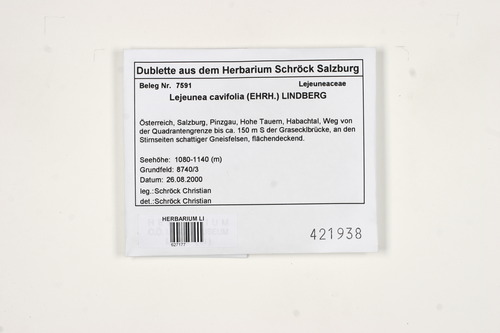 Dublette aus dem Herbarium Schröck Salzburg
Beleg Nr. 7591 Lejeuneaceae
Lejeunea cavifolia (EHRH.) LINDBERG
Österreich, Salzburg, Pinzgau, Hohe Tauern, Habachtal, Weg von
der Quadrantengrenze bis ca. 150 m S der Grasecklbrücke, an den
Stirnseiten schattiger Gneisfelsen, flächendeckend.
Seehöhe: 1080-1140 (m)
Grundfeld: 8740/3
Datum: 26.08.2000
leg.:Schröck Christian
det.:Schröck Christian
HERBARIUM LI
627177
421938